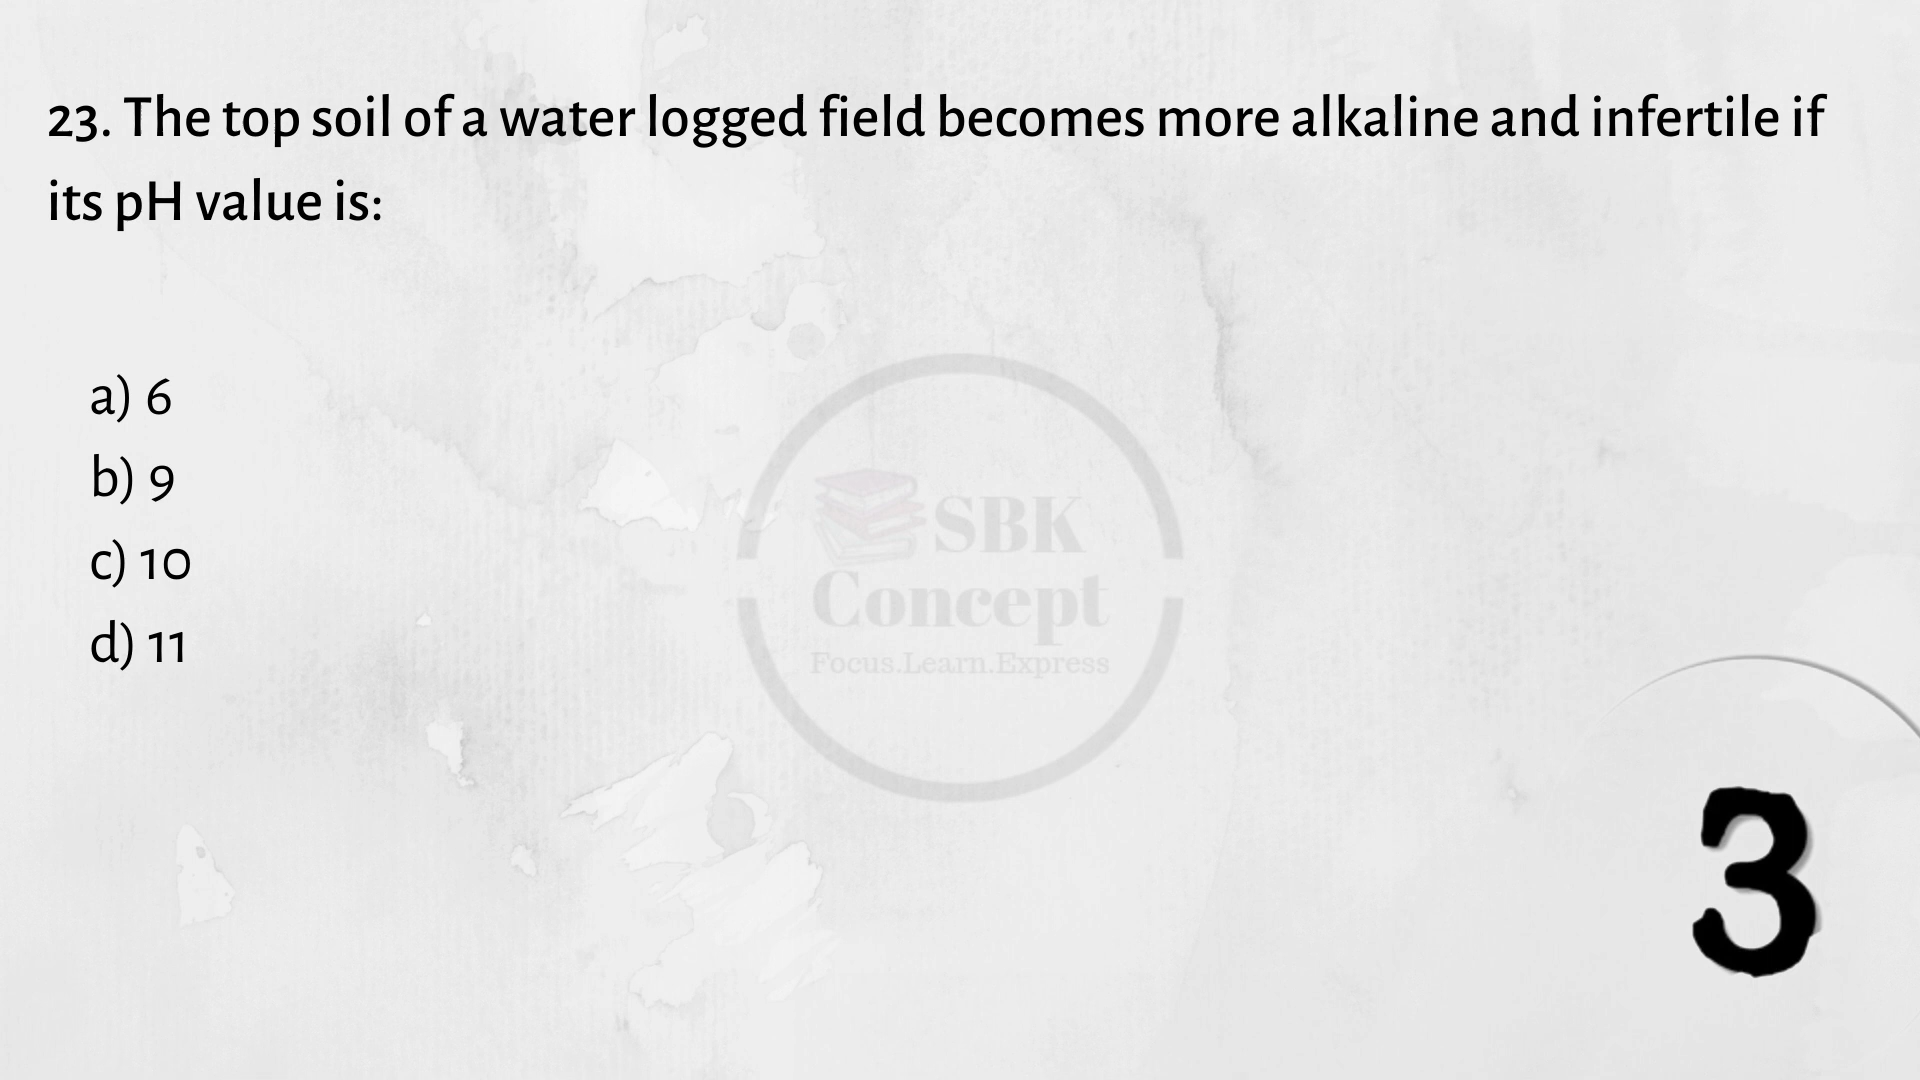 23. The top soil of a water logged field becomes more alkaline and infertile if
its pH value is:
a) 6
b) 9
c) 10
d) 11
SBK
Concept
Focus.Learn.Express
3